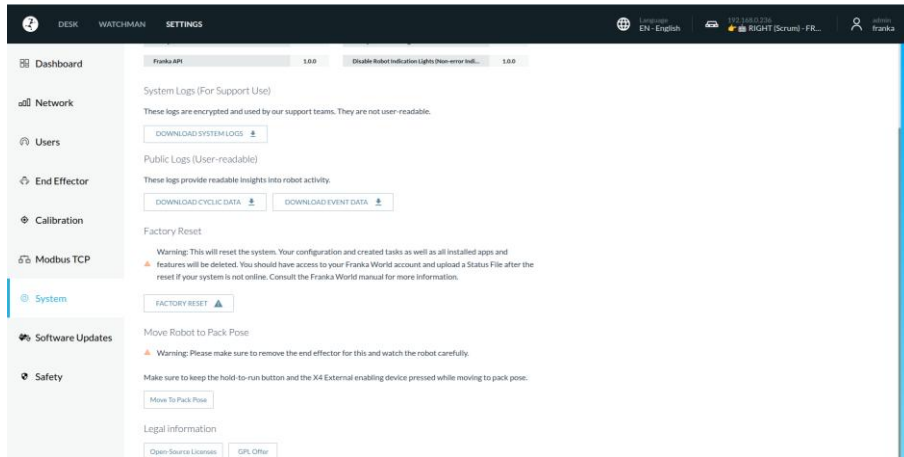 DESK WATCHMAN SETTINGS
Language
EN - English
192.168.0.236
👉 🤖 RIGHT (Scrum) - FR...
admin
franka
Dashboard
Network
Users
End Effector
Calibration
Modbus TCP
System
Software Updates
Safety
Franka API 1.0.0 Disable Robot Indication Lights (Non-error Indi... 1.0.0
System Logs (For Support Use)
These logs are encrypted and used by our support teams. They are not user-readable.
DOWNLOAD SYSTEM LOGS
Public Logs (User-readable)
These logs provide readable insights into robot activity.
DOWNLOAD CYCLIC DATA DOWNLOAD EVENT DATA
Factory Reset
Warning: This will reset the system. Your configuration and created tasks as well as all installed apps and
features will be deleted. You should have access to your Franka World account and upload a Status File after the
reset if your system is not online. Consult the Franka World manual for more information.
FACTORY RESET
Move Robot to Pack Pose
Warning: Please make sure to remove the end effector for this and watch the robot carefully.
Make sure to keep the hold-to-run button and the X4 External enabling device pressed while moving to pack pose.
Move To Pack Pose
Legal information
Open-Source Licenses GPL Offer